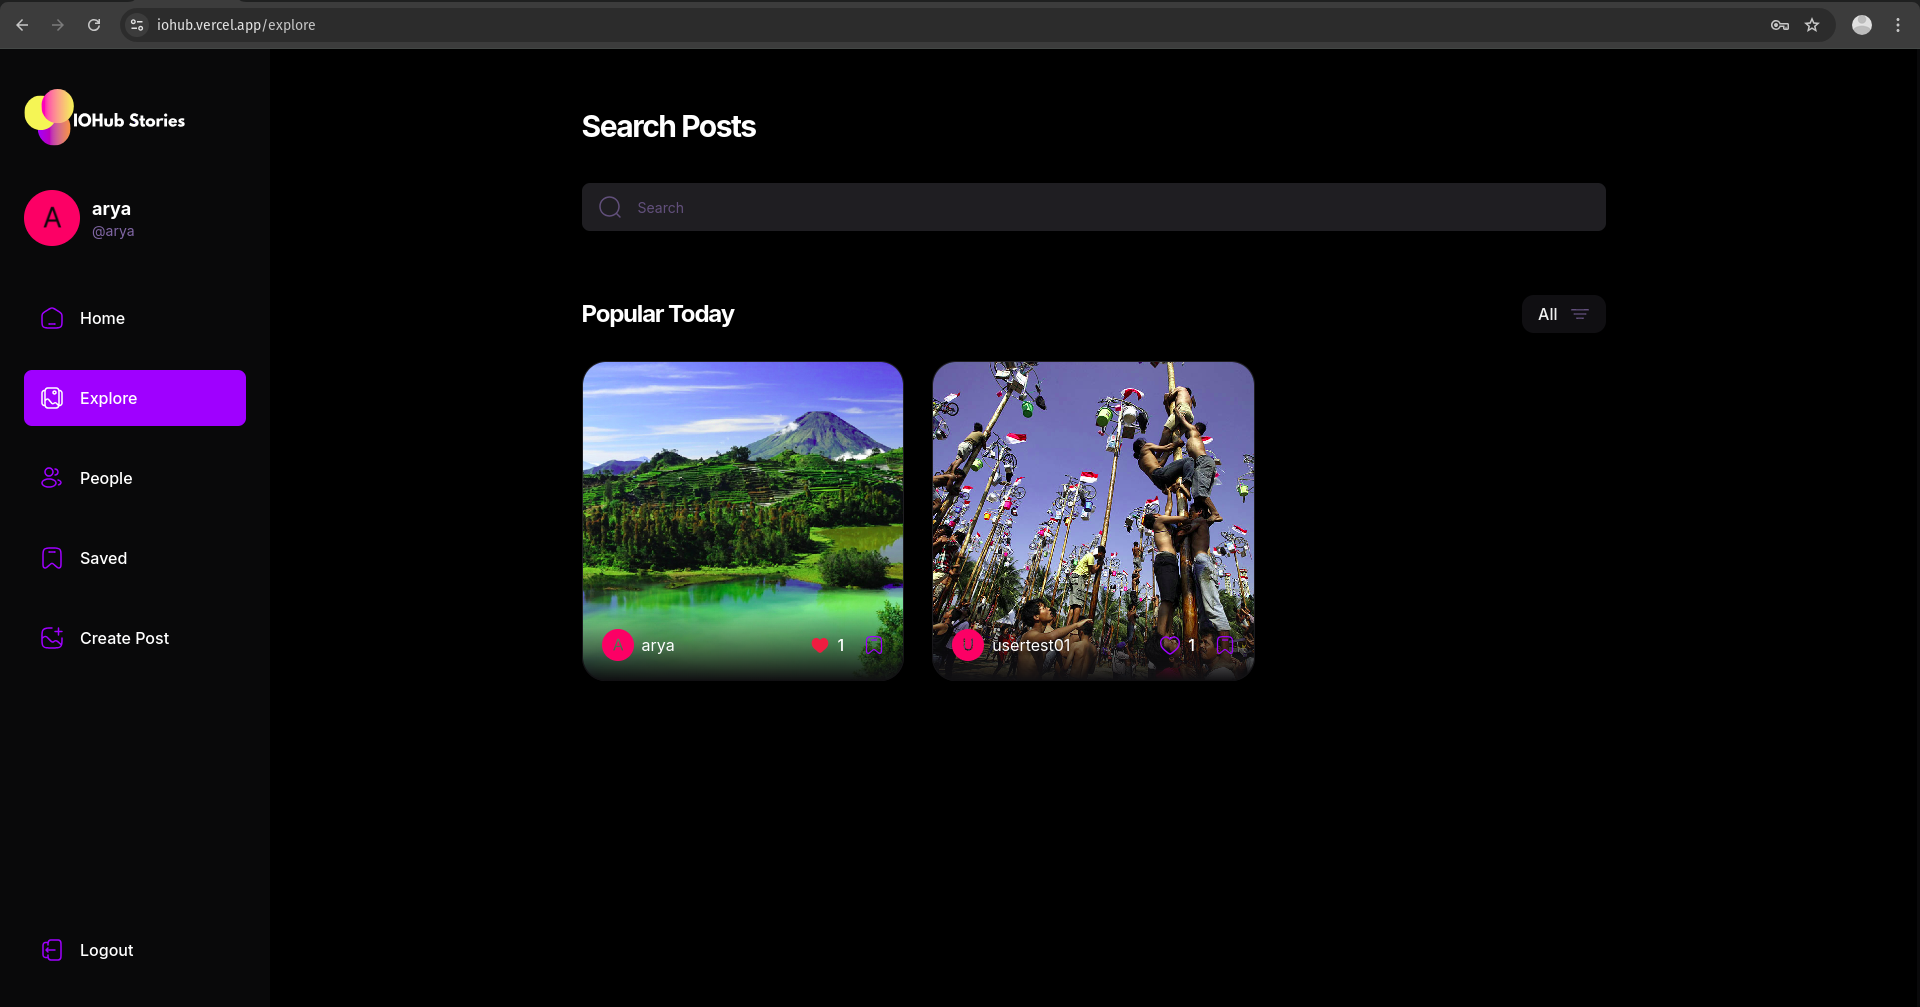 iohub.vercel.app/explore
IOHub Stories
A
arya
@arya
Home
Explore
People
Saved
Create Post
Logout
Search Posts
Search
Popular Today
All
A
arya
1
U
usertest01
1